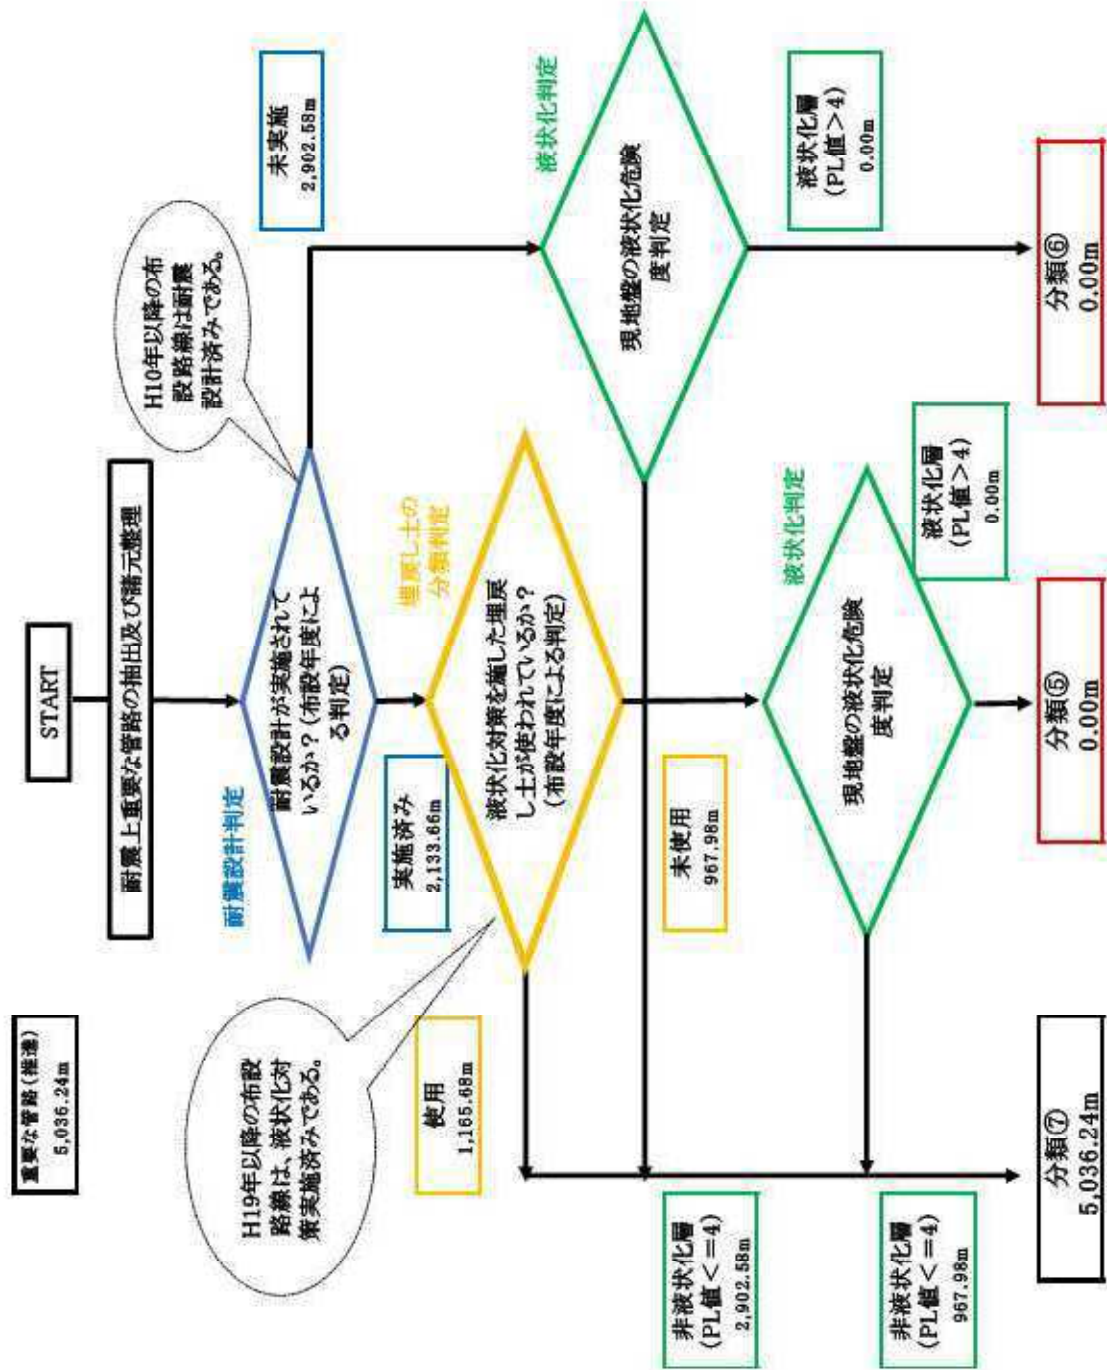 重要な管路(推進)
5,036.24m
START
耐震上重要な管路の抽出及び諸元整理
耐震設計判定
耐震設計が実施されて
いるか?(布設年度によ
る判定)
H10年以降の布
設路線は耐震
設計済みである。
未実施
2,902.58m
実施済み
2,133.66m
埋戻し土の
分類判定
液状化対策を施した埋戻
し土が使われているか?
(布設年度による判定)
H19年以降の布設
路線は、液状化対
策実施済みである。
使用
1,165.68m
未使用
967.98m
液状化判定
現地盤の液状化危険
度判定
液状化層
(PL値>4)
0.00m
非液状化層
(PL値<=4)
2,902.58m
液状化判定
現地盤の液状化危険
度判定
液状化層
(PL値>4)
0.00m
非液状化層
(PL値<=4)
967.98m
分類⑦
5,036.24m
分類⑤
0.00m
分類⑥
0.00m